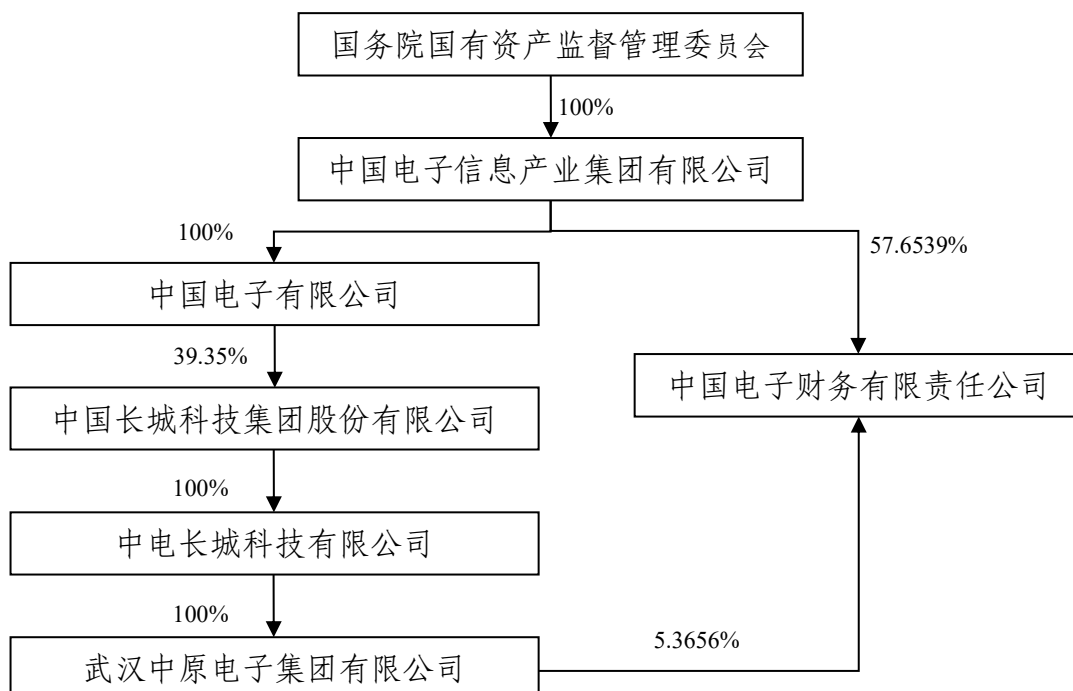 国务院国有资产监督管理委员会
100%
中国电子信息产业集团有限公司
100%
57.6539%
中国电子有限公司
39.35%
中国电子财务有限责任公司
中国长城科技集团股份有限公司
100%
中电长城科技有限公司
100%
5.3656%
武汉中原电子集团有限公司